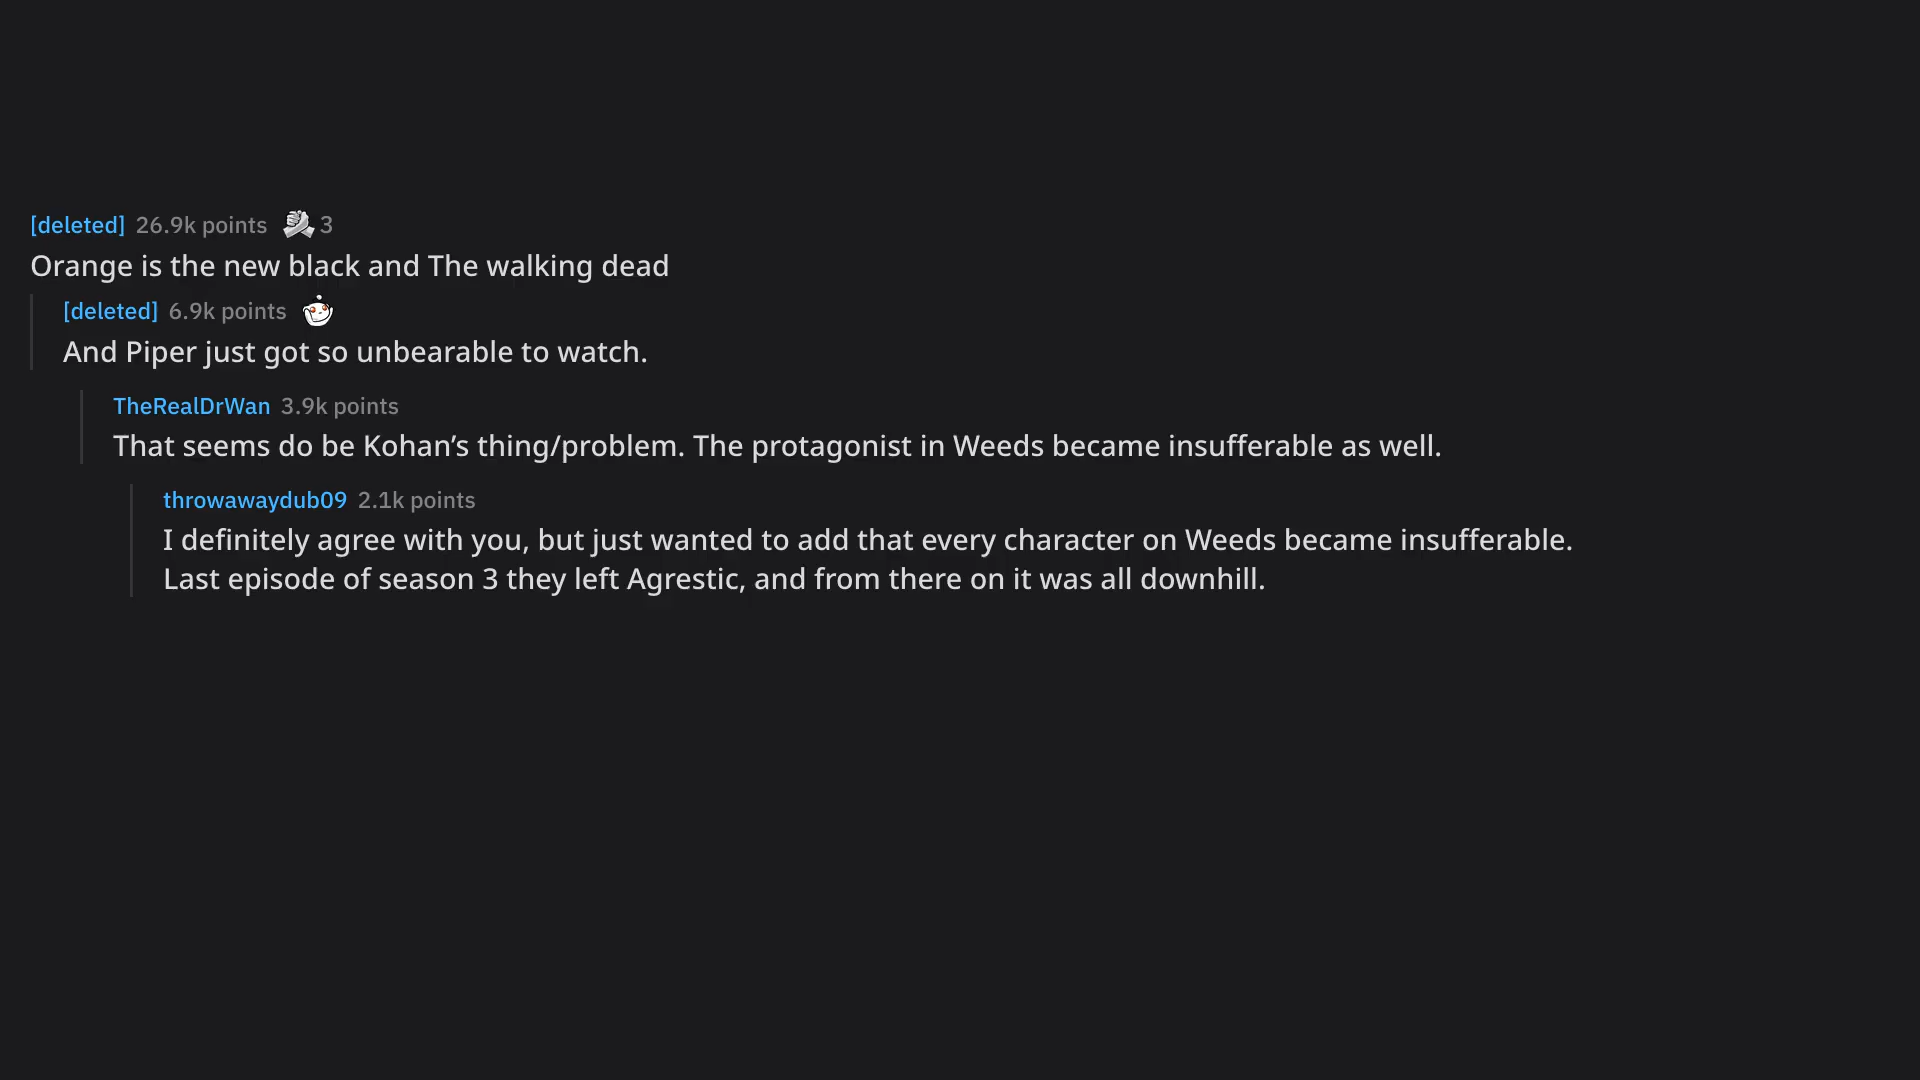 [deleted] 26.9k points 3
Orange is the new black and The walking dead
[deleted] 6.9k points
And Piper just got so unbearable to watch.
TheRealDrWan 3.9k points
That seems do be Kohan’s thing/problem. The protagonist in Weeds became insufferable as well.
throwawaydub09 2.1k points
I definitely agree with you, but just wanted to add that every character on Weeds became insufferable.
Last episode of season 3 they left Agrestic, and from there on it was all downhill.